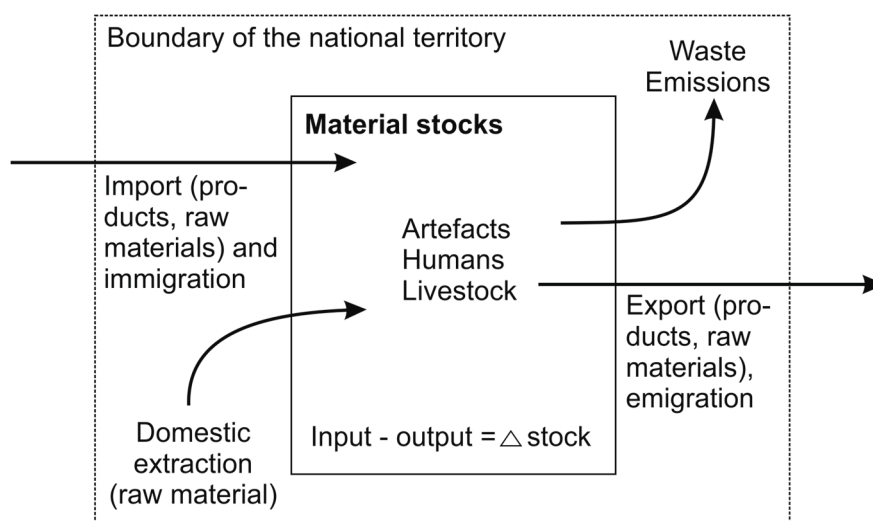 Boundary of the national territory
Waste
Emissions
Material stocks
Import (pro-
ducts, raw
materials) and
immigration
Artefacts
Humans
Livestock
Export (pro-
ducts, raw
materials),
emigration
Domestic
extraction
(raw material)
Input - output = △ stock